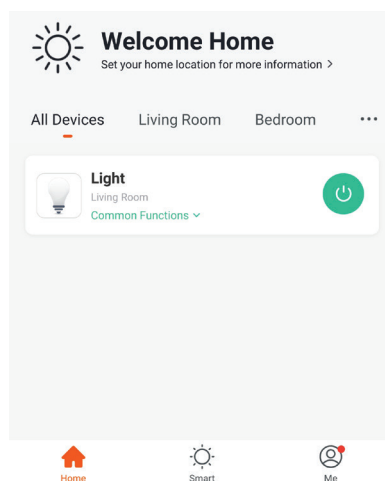 Welcome Home
Set your home location for more information >
All Devices Living Room Bedroom ...
Light
Living Room
Common Functions
Home Smart Me